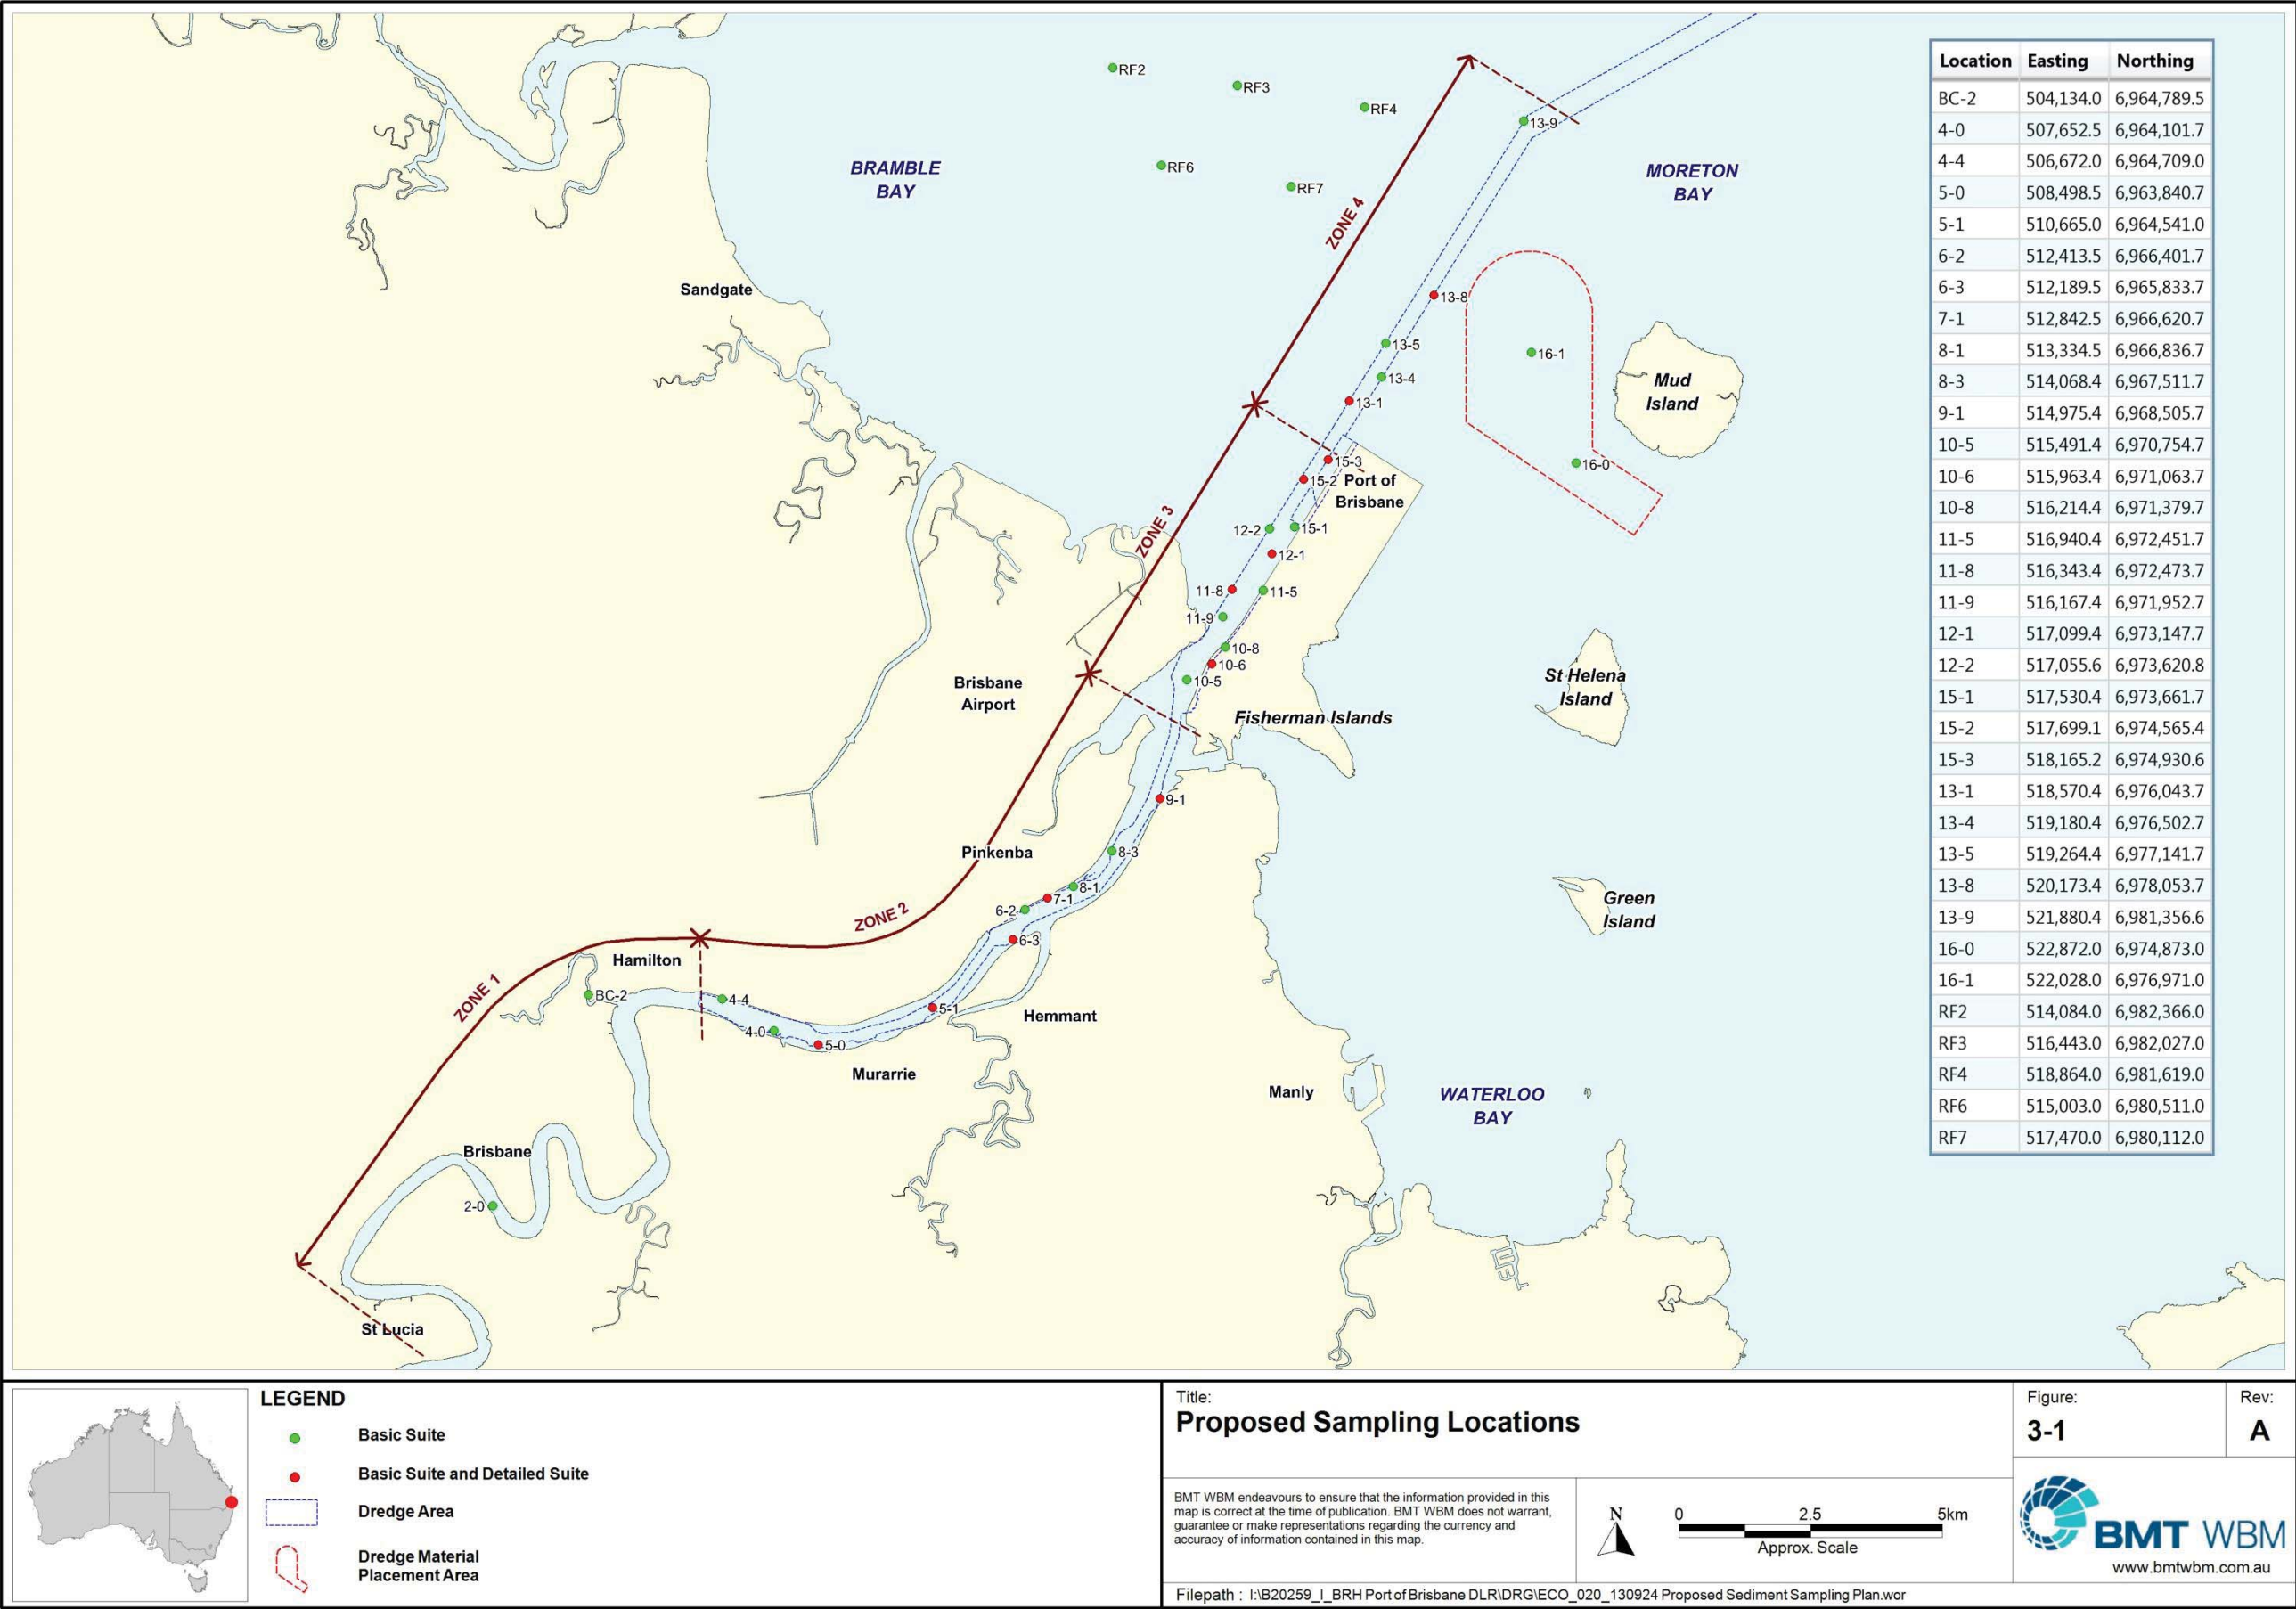 RF2
RF3
RF4
13-9
BRAMBLE
BAY
RF6
RF7
MORETON
BAY
ZONE 4
Sandgate
13-8
13-5
16-1
13-4
Mud
Island
13-1
15-3
16-0
15-2
Port of
Brisbane
ZONE 3
12-2
15-1
12-1
11-8
11-5
11-9
10-8
10-6
10-5
Brisbane
Airport
St Helena
Island
Fisherman Islands
9-1
Pinkenba
8-3
8-1
7-1
6-2
6-3
ZONE 2
Green
Island
Hamilton
ZONE 1
BC-2
4-4
5-1
4-0
5-0
Hemmant
Murarrie
Manly
WATERLOO
BAY
Brisbane
2-0
St Lucia
Location Easting Northing
BC-2 504,134.0 6,964,789.5
4-0 507,652.5 6,964,101.7
4-4 506,672.0 6,964,709.0
5-0 508,498.5 6,963,840.7
5-1 510,665.0 6,964,541.0
6-2 512,413.5 6,966,401.7
6-3 512,189.5 6,965,833.7
7-1 512,842.5 6,966,620.7
8-1 513,334.5 6,966,836.7
8-3 514,068.4 6,967,511.7
9-1 514,975.4 6,968,505.7
10-5 515,491.4 6,970,754.7
10-6 515,963.4 6,971,063.7
10-8 516,214.4 6,971,379.7
11-5 516,940.4 6,972,451.7
11-8 516,343.4 6,972,473.7
11-9 516,167.4 6,971,952.7
12-1 517,099.4 6,973,147.7
12-2 517,055.6 6,973,620.8
15-1 517,530.4 6,973,661.7
15-2 517,699.1 6,974,565.4
15-3 518,165.2 6,974,930.6
13-1 518,570.4 6,976,043.7
13-4 519,180.4 6,976,502.7
13-5 519,264.4 6,977,141.7
13-8 520,173.4 6,978,053.7
13-9 521,880.4 6,981,356.6
16-0 522,872.0 6,974,873.0
16-1 522,028.0 6,976,971.0
RF2 514,084.0 6,982,366.0
RF3 516,443.0 6,982,027.0
RF4 518,864.0 6,981,619.0
RF6 515,003.0 6,980,511.0
RF7 517,470.0 6,980,112.0
LEGEND
Basic Suite
Basic Suite and Detailed Suite
Dredge Area
Dredge Material
Placement Area
Title:
Proposed Sampling Locations
Figure:
3-1
Rev:
A
BMT WBM endeavours to ensure that the information provided in this
map is correct at the time of publication. BMT WBM does not warrant,
guarantee or make representations regarding the currency and
accuracy of information contained in this map.
N
0 2.5 5km
Approx. Scale
BMT WBM
www.bmtwbm.com.au
Filepath : I:\B20259_I_BRH Port of Brisbane DLR\DRG\ECO_020_130924 Proposed Sediment Sampling Plan.wor